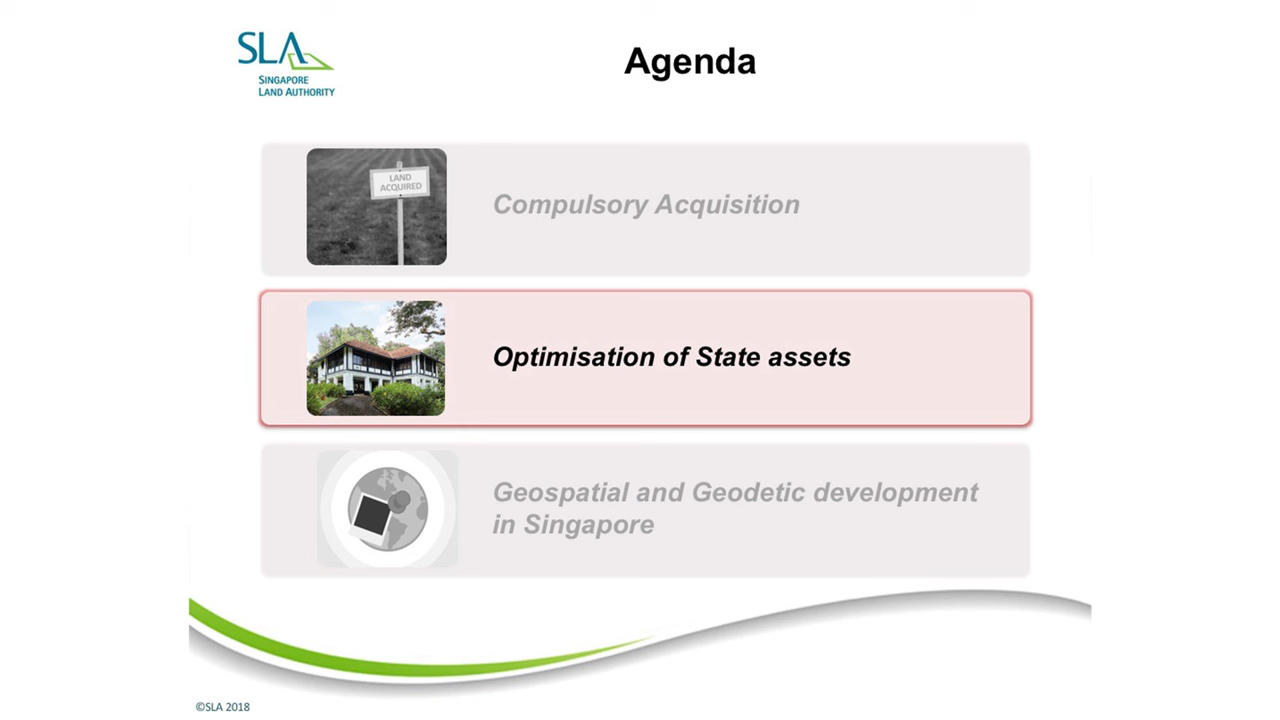 SLA
SINGAPORE
LAND AUTHORITY
Agenda
LAND
ACQUIRED
Compulsory Acquisition
Optimisation of State assets
Geospatial and Geodetic development
in Singapore
©SLA 2018